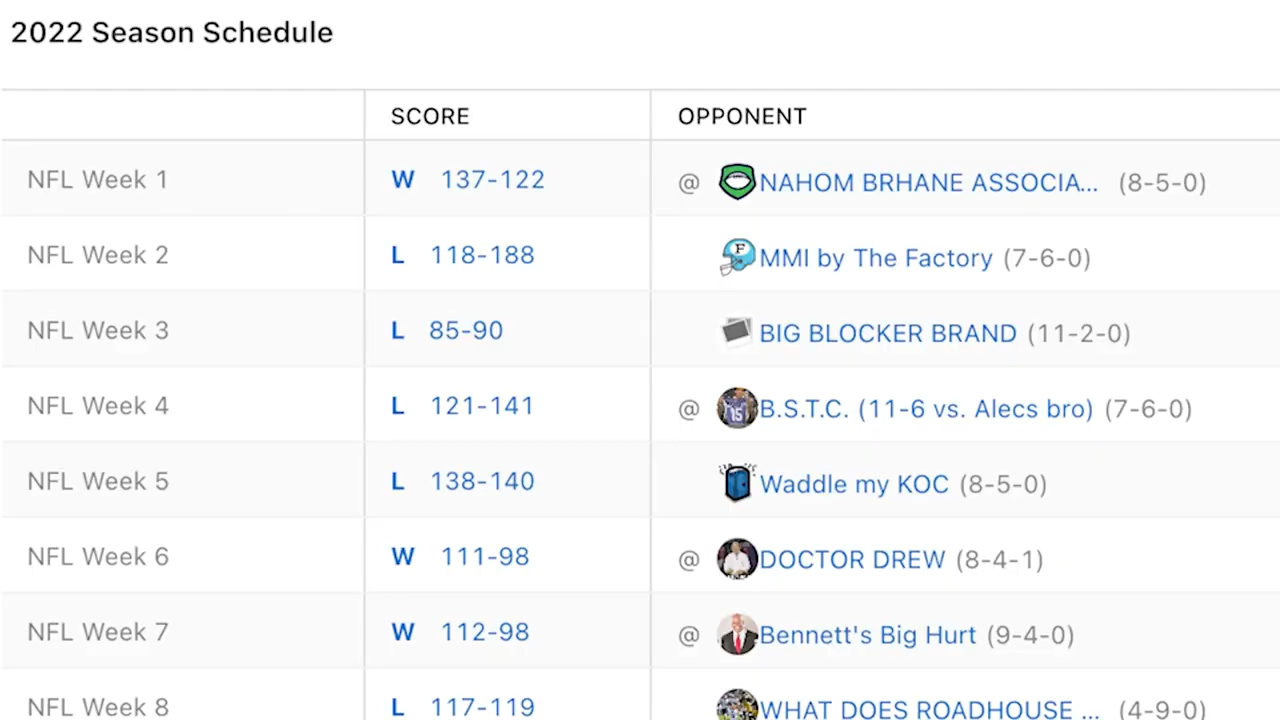 2022 Season Schedule
SCORE OPPONENT
NFL Week 1 W 137-122 @ NAHOM BRHANE ASSOCIA... (8-5-0)
NFL Week 2 L 118-188 F MMI by The Factory (7-6-0)
NFL Week 3 L 85-90 BIG BLOCKER BRAND (11-2-0)
NFL Week 4 L 121-141 @ 15 B.S.T.C. (11-6 vs. Alecs bro) (7-6-0)
NFL Week 5 L 138-140 Waddle my KOC (8-5-0)
NFL Week 6 W 111-98 @ DOCTOR DREW (8-4-1)
NFL Week 7 W 112-98 @ Bennett's Big Hurt (9-4-0)
NFL Week 8 L 117-119 WHAT DOES ROADHOUSE ... (4-9-0)